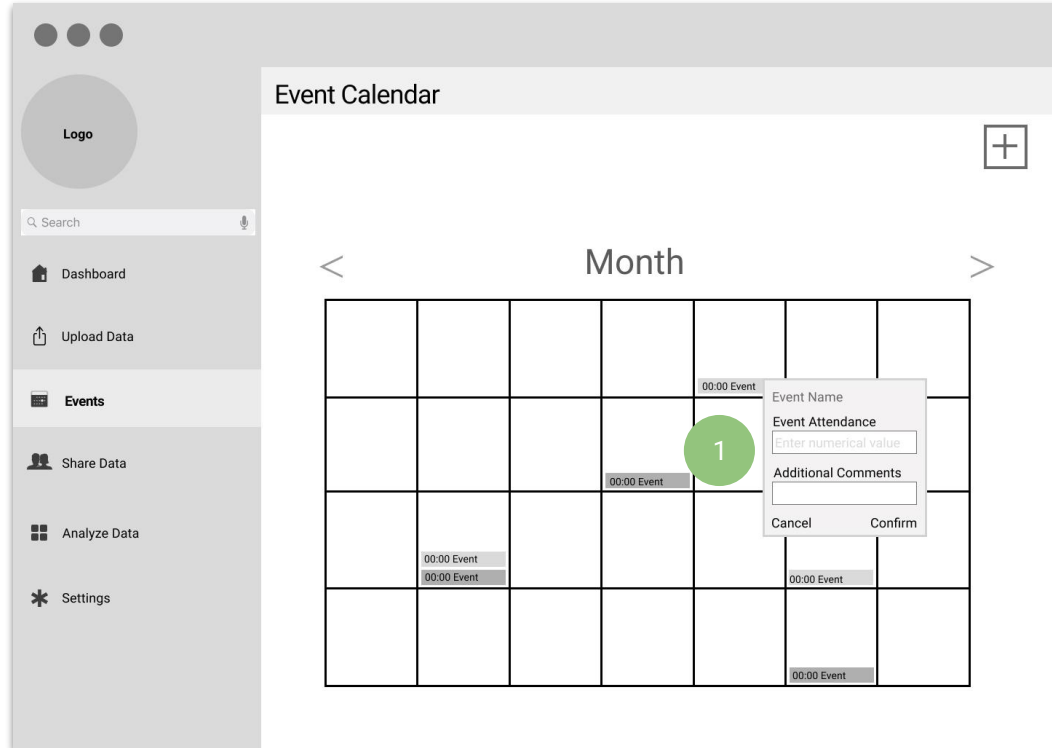 Logo
Search
Dashboard
Upload Data
Events
Share Data
Analyze Data
Settings
Event Calendar
+
< Month >
00:00 Event
Event Name
Event Attendance
Enter numerical value
Additional Comments
Cancel Confirm
1
00:00 Event
00:00 Event
00:00 Event
00:00 Event
00:00 Event